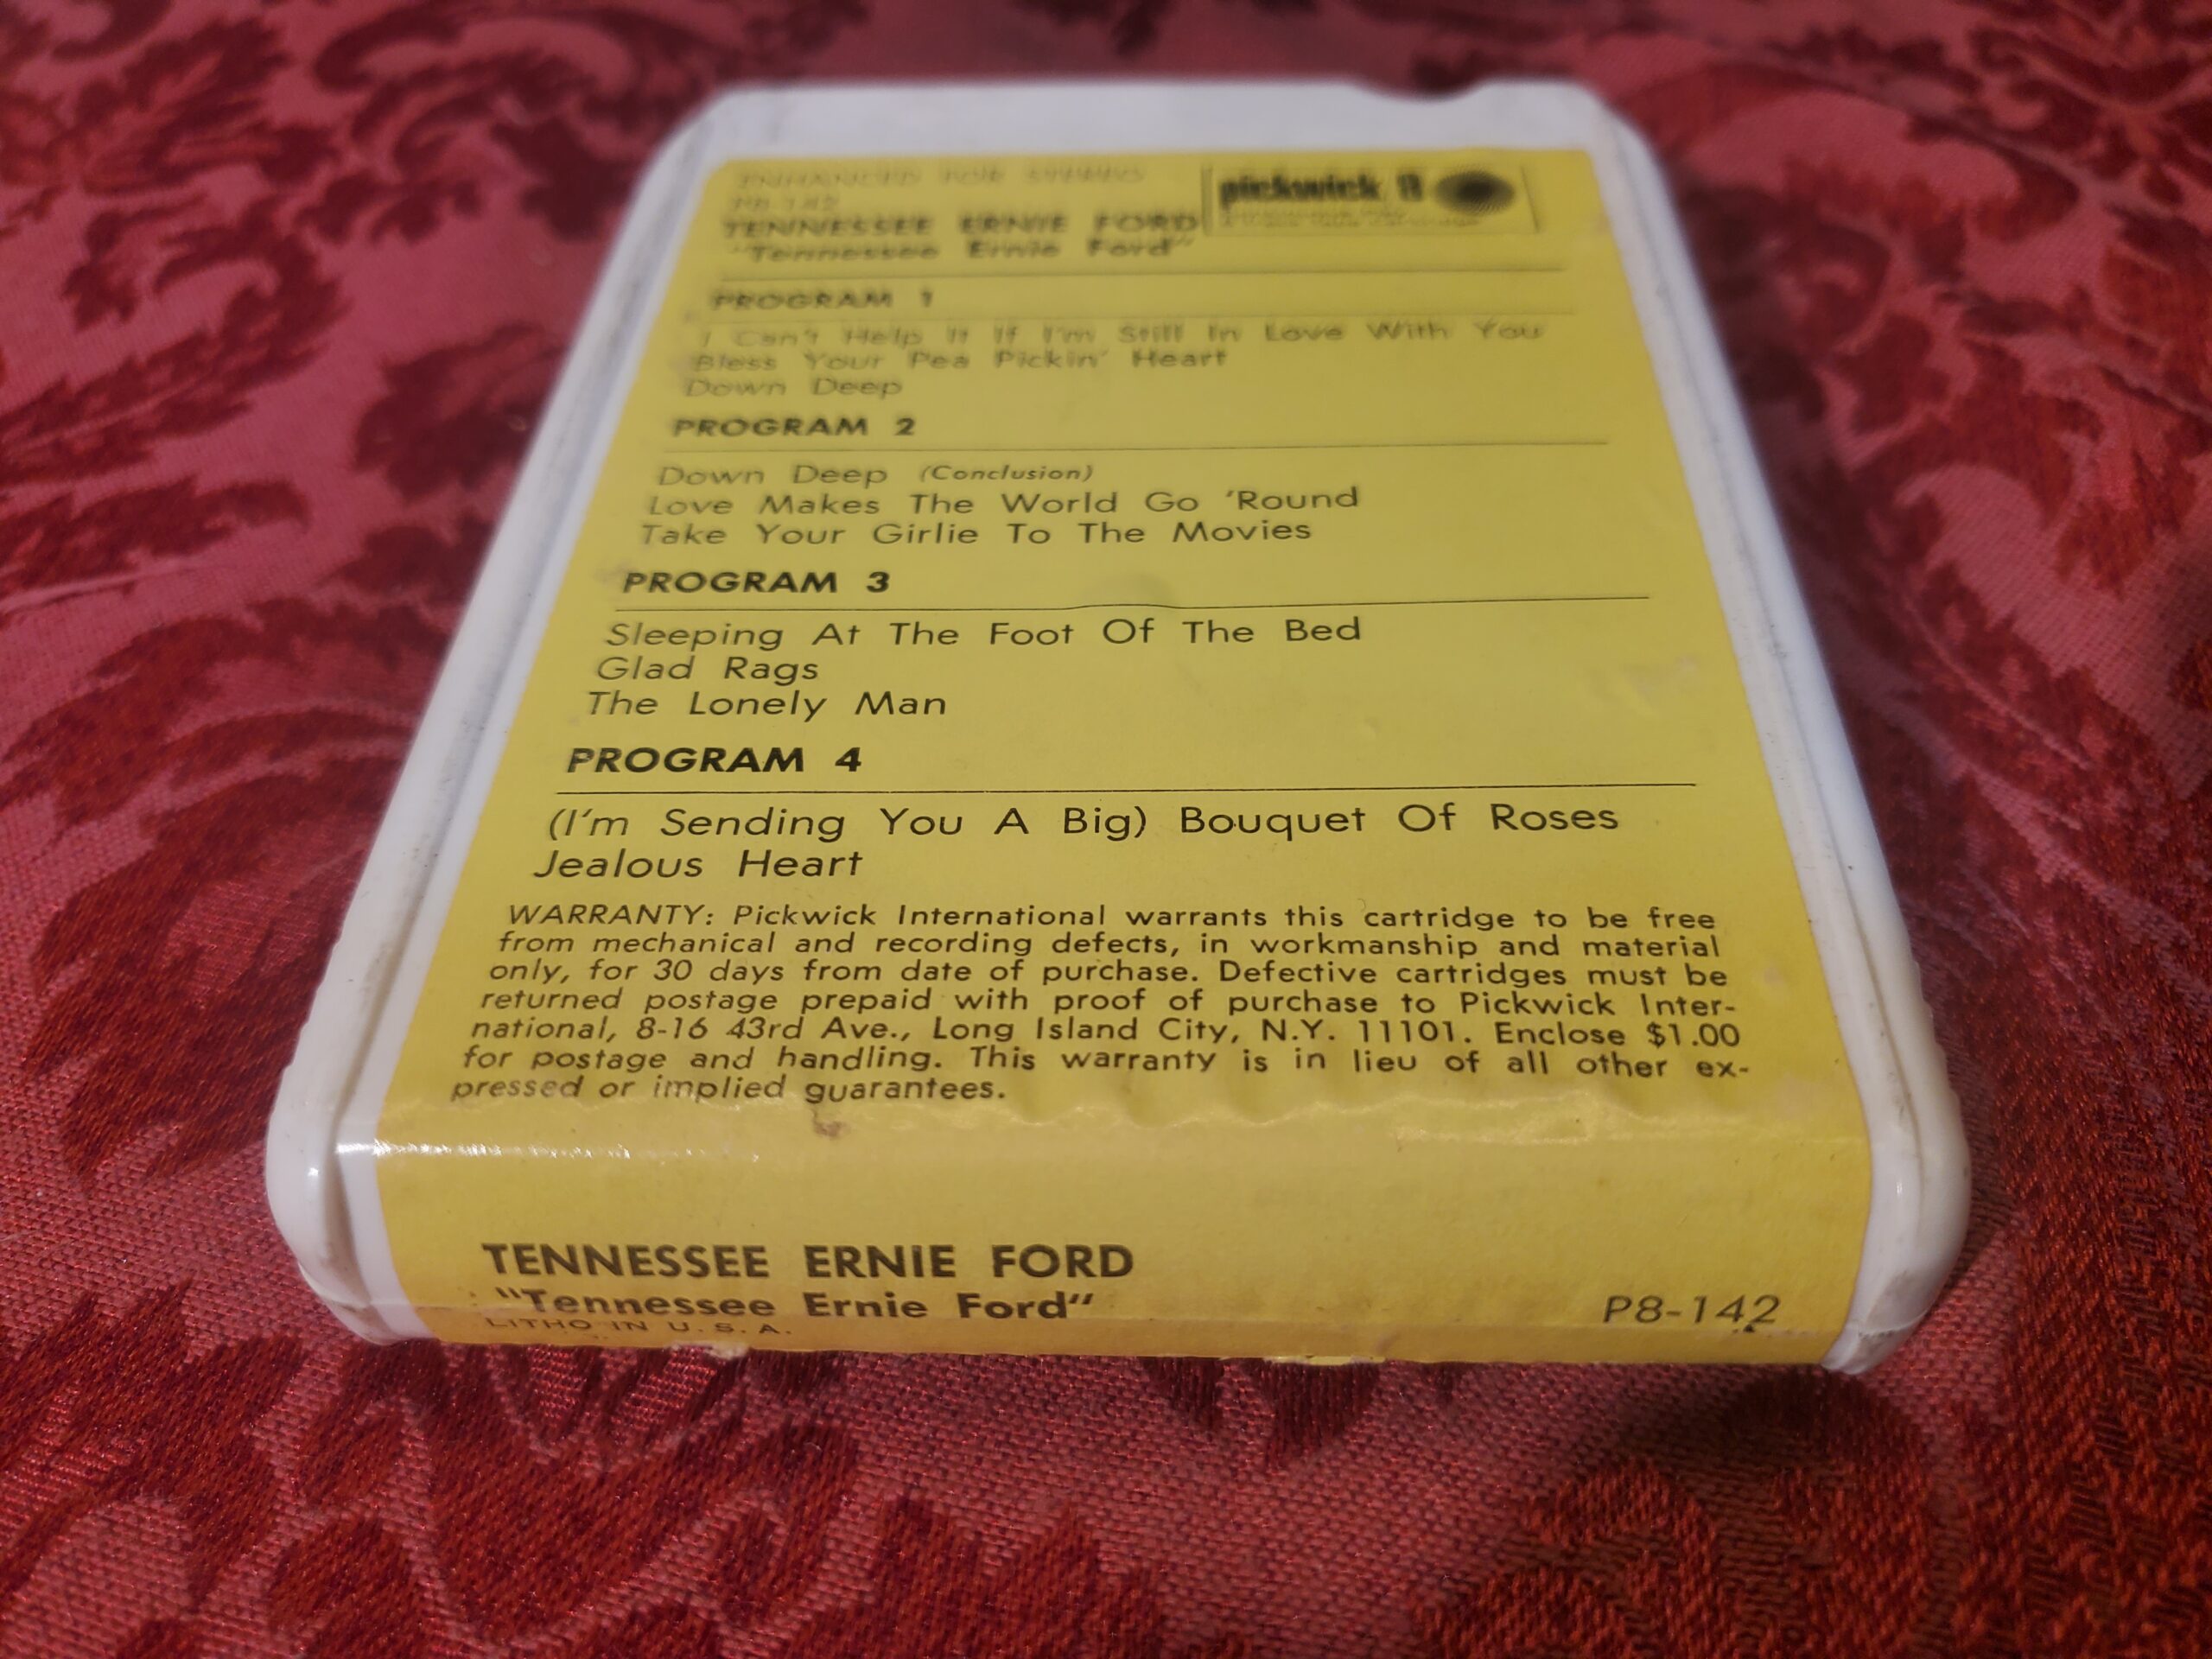 ENHANCED FOR STEREO
P8-142
TENNESSEE ERNIE FORD
"Tennessee Ernie Ford"
pickwick 8
PROGRAM 1
I Can't Help It If I'm Still In Love With You
Bless Your Pea Pickin' Heart
Down Deep
PROGRAM 2
Down Deep (Conclusion)
Love Makes The World Go 'Round
Take Your Girlie To The Movies
PROGRAM 3
Sleeping At The Foot Of The Bed
Glad Rags
The Lonely Man
PROGRAM 4
(I'm Sending You A Big) Bouquet Of Roses
Jealous Heart
WARRANTY: Pickwick International warrants this cartridge to be free
from mechanical and recording defects, in workmanship and material
only, for 30 days from date of purchase. Defective cartridges must be
returned postage prepaid with proof of purchase to Pickwick Inter-
national, 8-16 43rd Ave., Long Island City, N.Y. 11101. Enclose $1.00
for postage and handling. This warranty is in lieu of all other ex-
pressed or implied guarantees.
TENNESSEE ERNIE FORD
"Tennessee Ernie Ford"
P8-142
LITHO IN U.S.A.